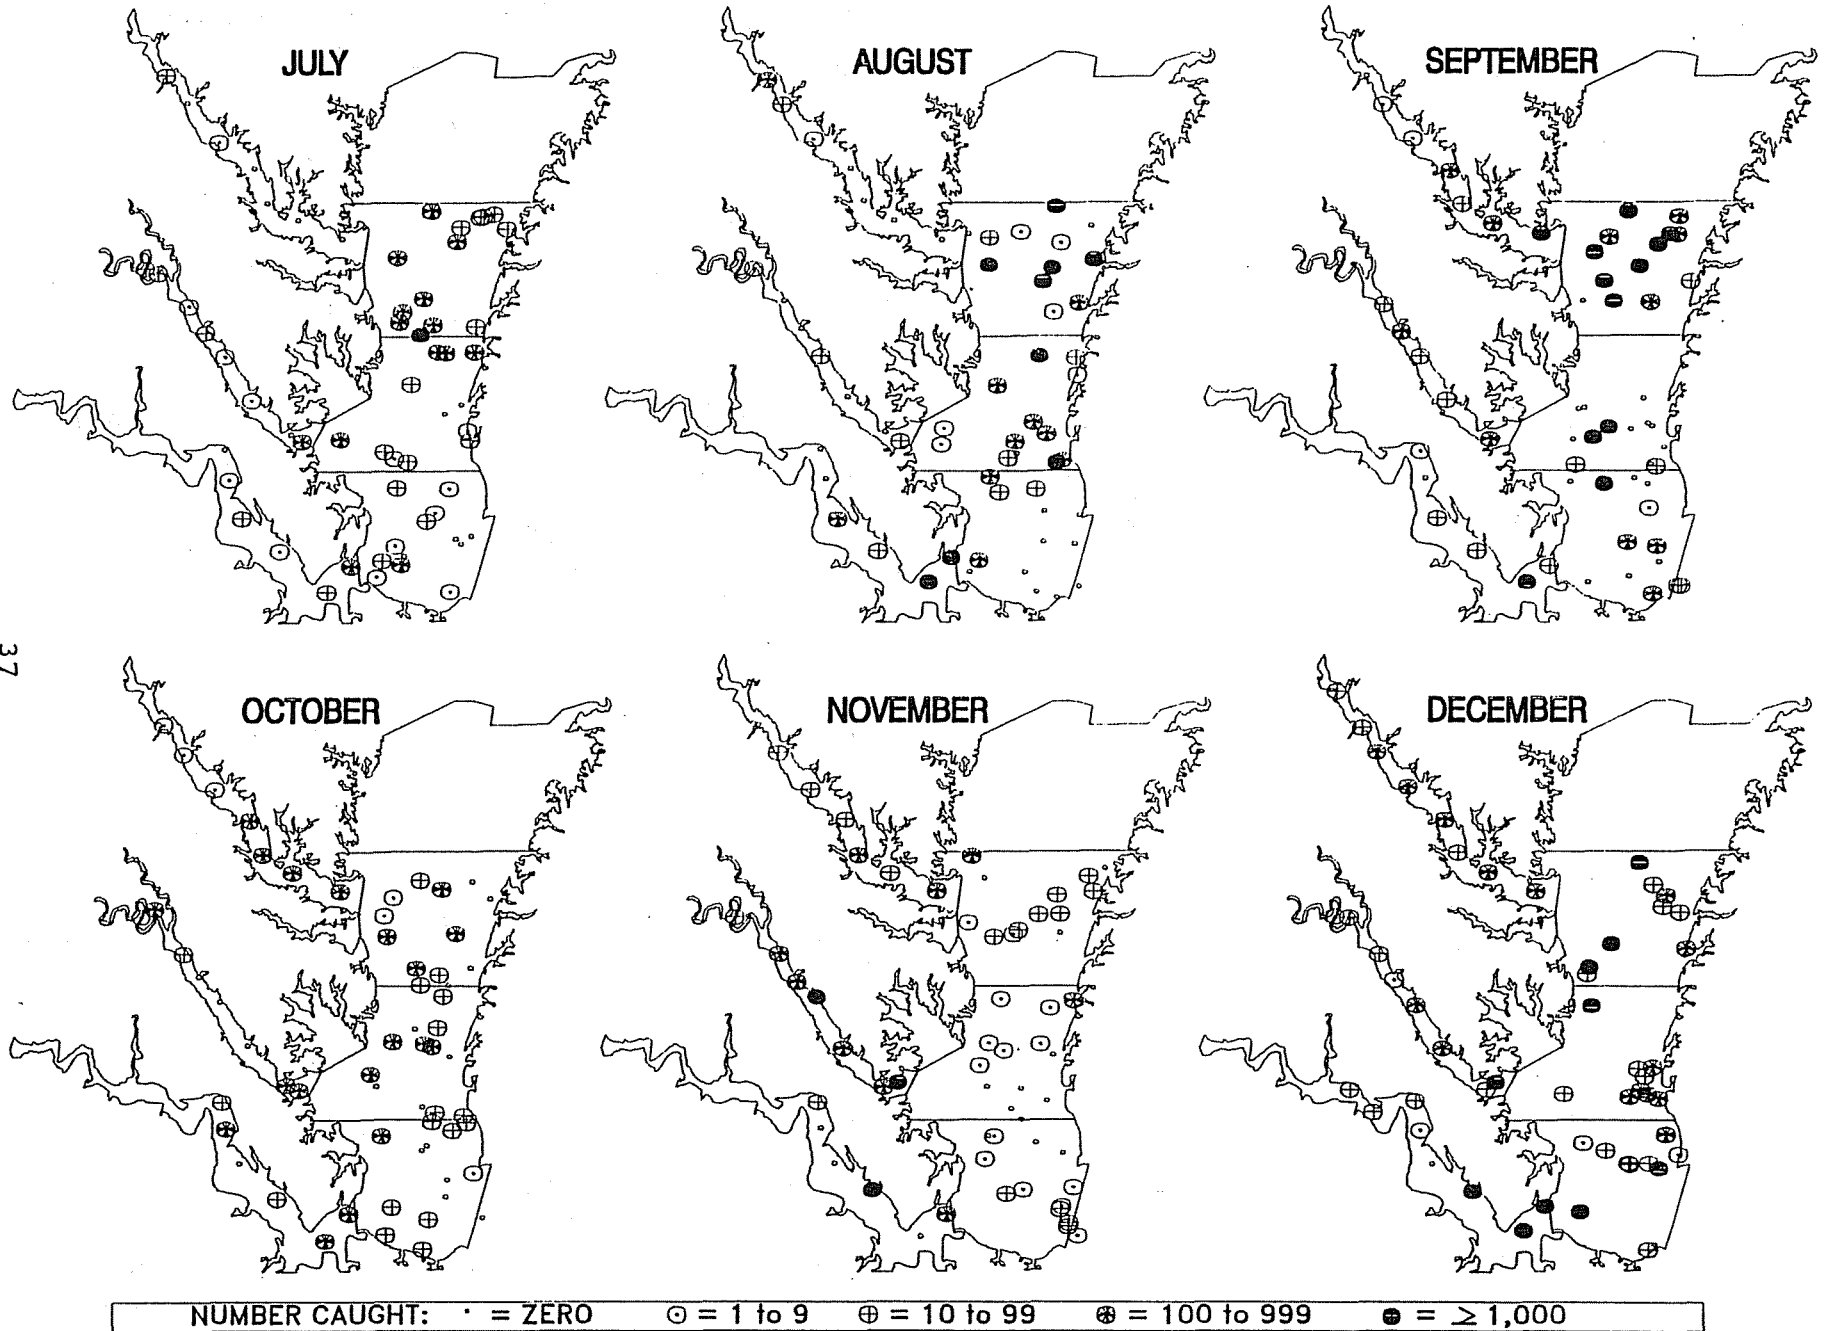 JULY
AUGUST
SEPTEMBER
37
OCTOBER
NOVEMBER
DECEMBER
NUMBER CAUGHT: · = ZERO ⊙ = 1 to 9 ⊕ = 10 to 99 = 100 to 999 ● = ≥ 1,000